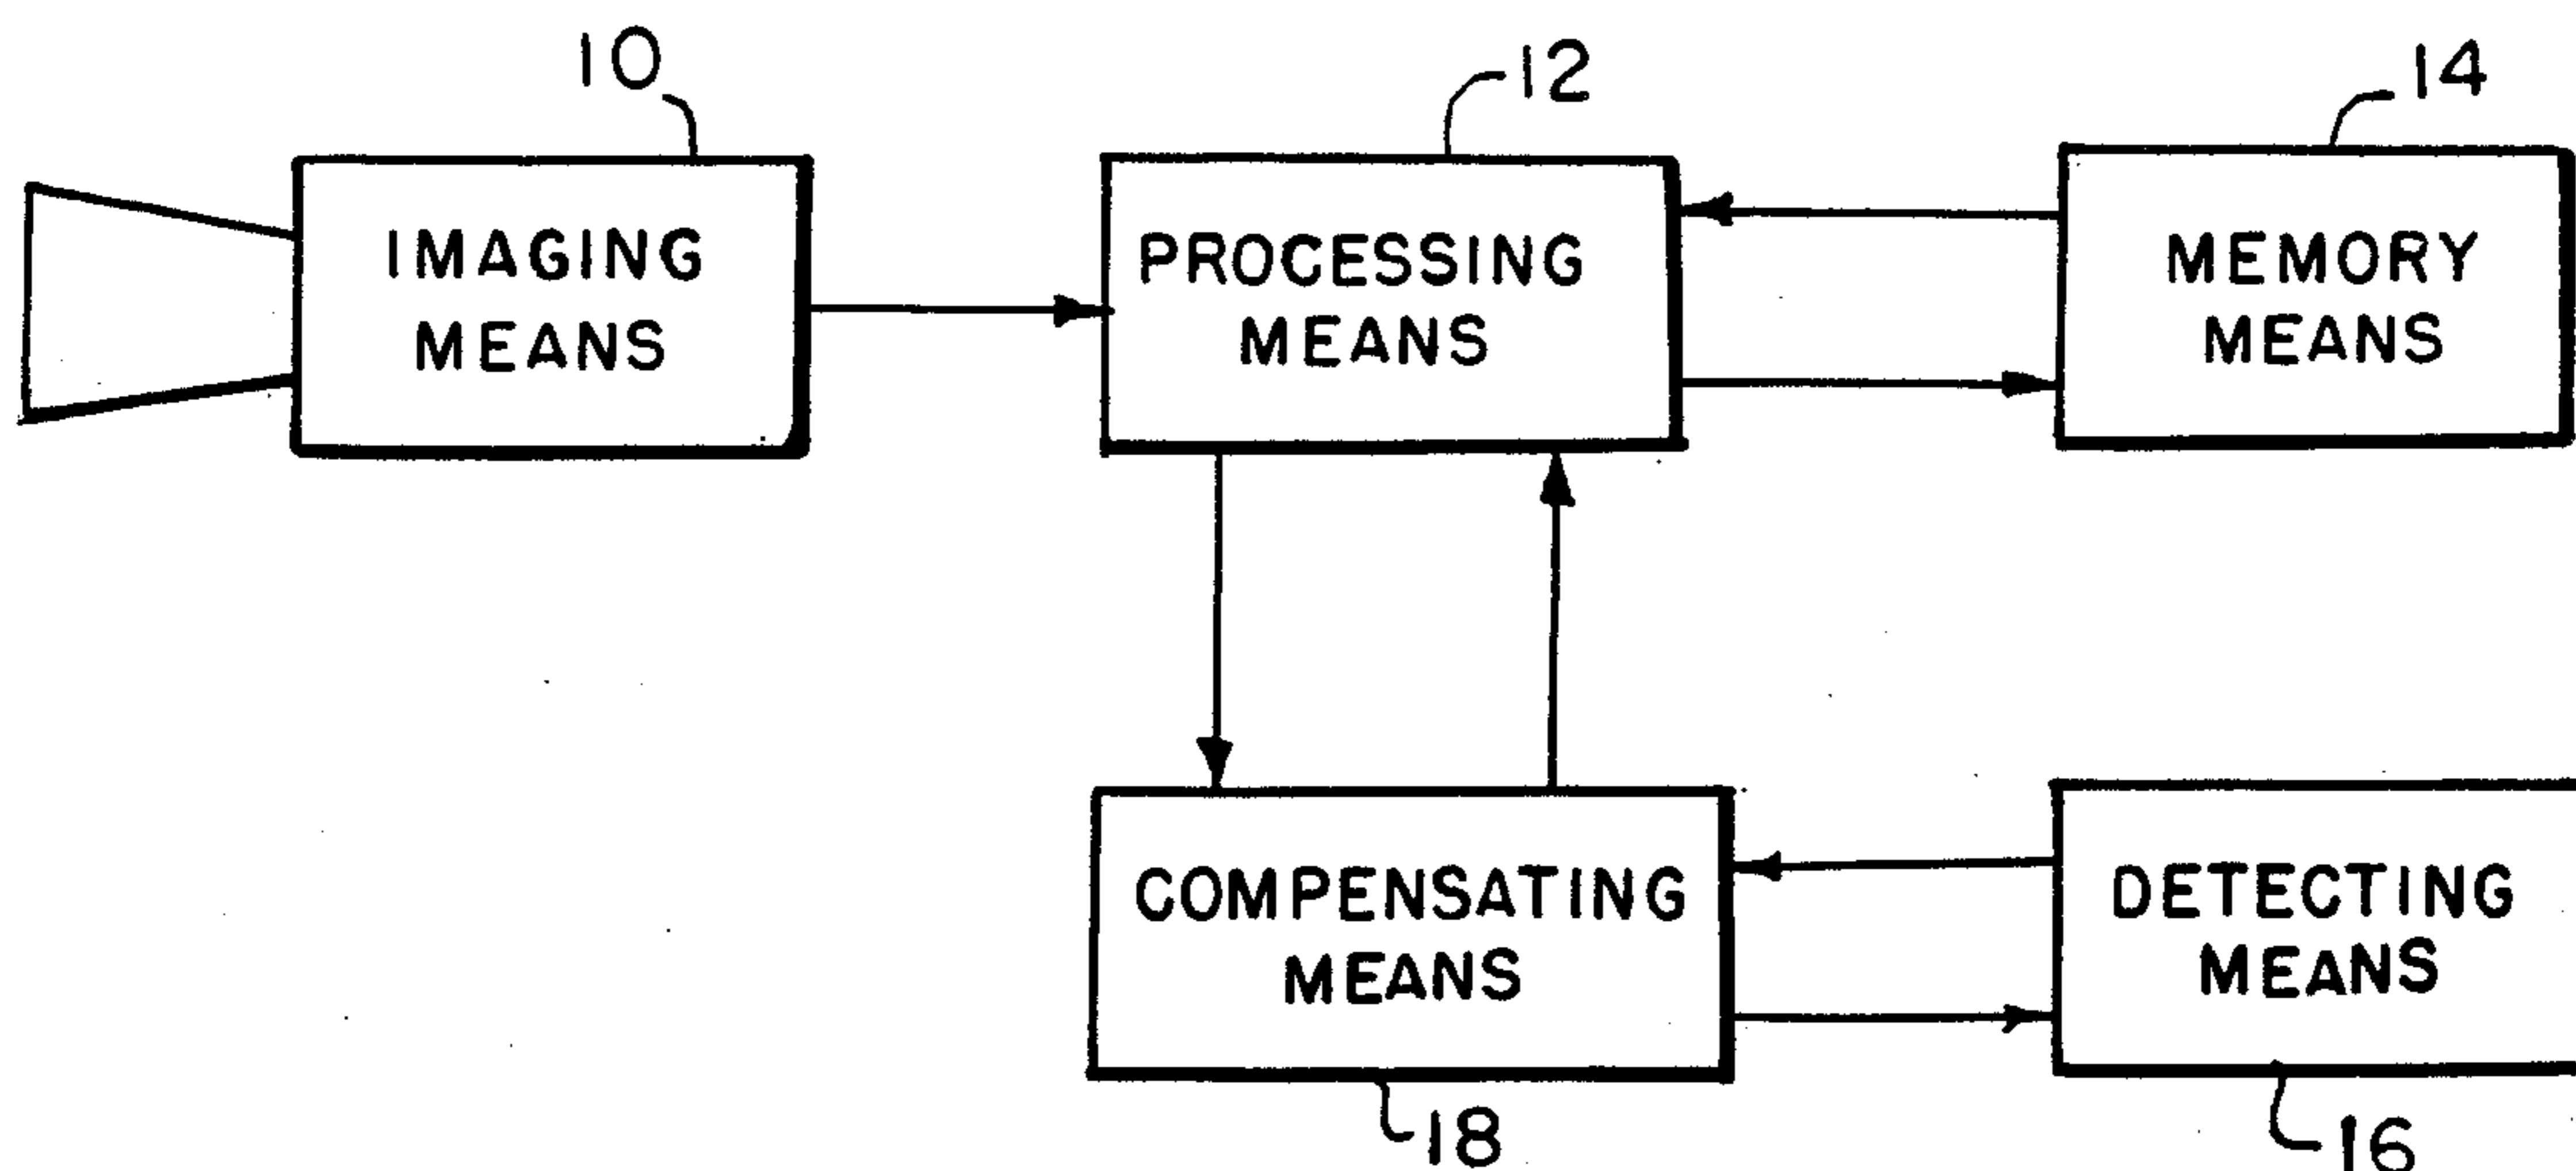 10
12
14
IMAGING
MEANS
PROCESSING
MEANS
MEMORY
MEANS
COMPENSATING
MEANS
DETECTING
MEANS
18
16